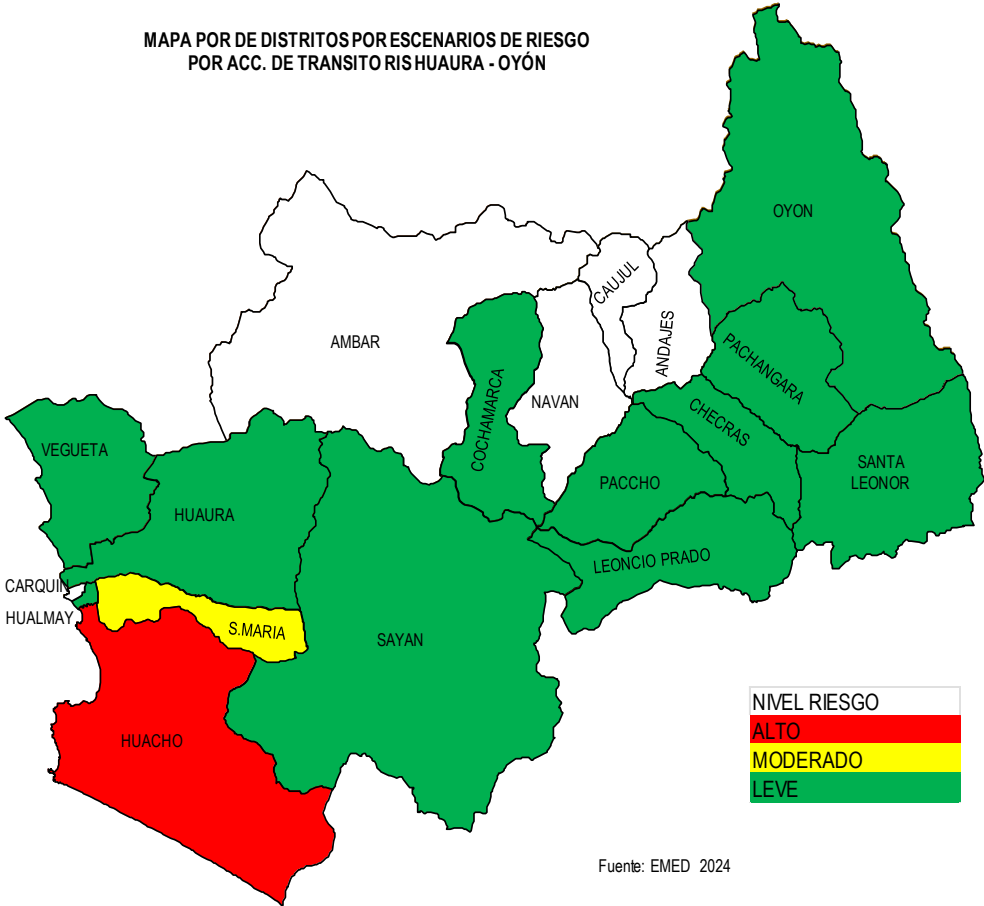 MAPA POR DE DISTRITOS POR ESCENARIOS DE RIESGO
POR ACC. DE TRANSITO RIS HUAURA - OYÓN
OYON
CAUJUL
ANDAJES
AMBAR
PACHANGARA
COCHAMARCA
NAVAN
CHECRAS
VEGUETA
SANTA
LEONOR
PACCHO
HUAURA
LEONCIO PRADO
CARQUIN
HUALMAY
S.MARIA
SAYAN
HUACHO
NIVEL RIESGO
ALTO
MODERADO
LEVE
Fuente: EMED 2024